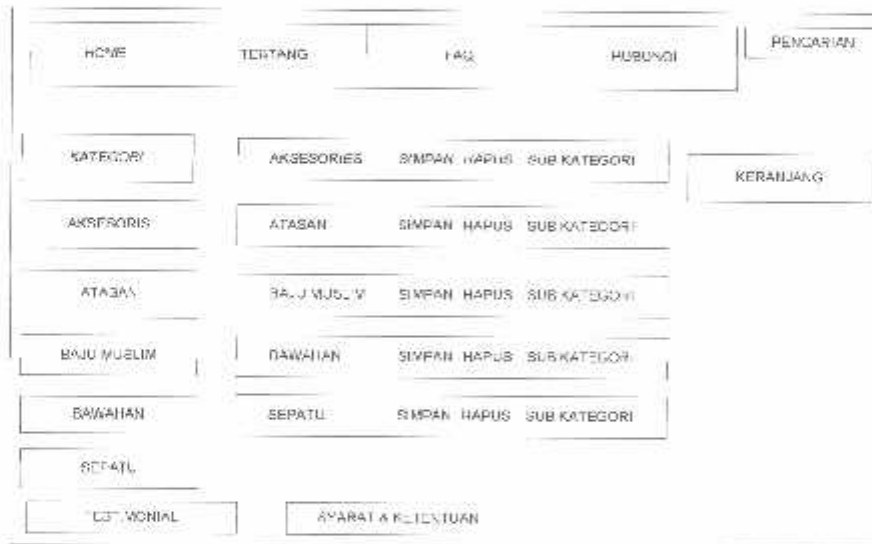 HOME TENTANG FAQ HUBUNGI PENCARIAN
KATEGORI AKSESORIES SIMPAN HAPUS SUB KATEGORI
KERANJANG
AKSESORIS ATASAN SIMPAN HAPUS SUB KATEGORI
ATASAN BAJU MUSLIM SIMPAN HAPUS SUB KATEGORI
BAJU MUSLIM BAWAHAN SIMPAN HAPUS SUB KATEGORI
BAWAHAN SEPATU SIMPAN HAPUS SUB KATEGORI
SEPATU
TESTIMONIAL SYARAT & KETENTUAN